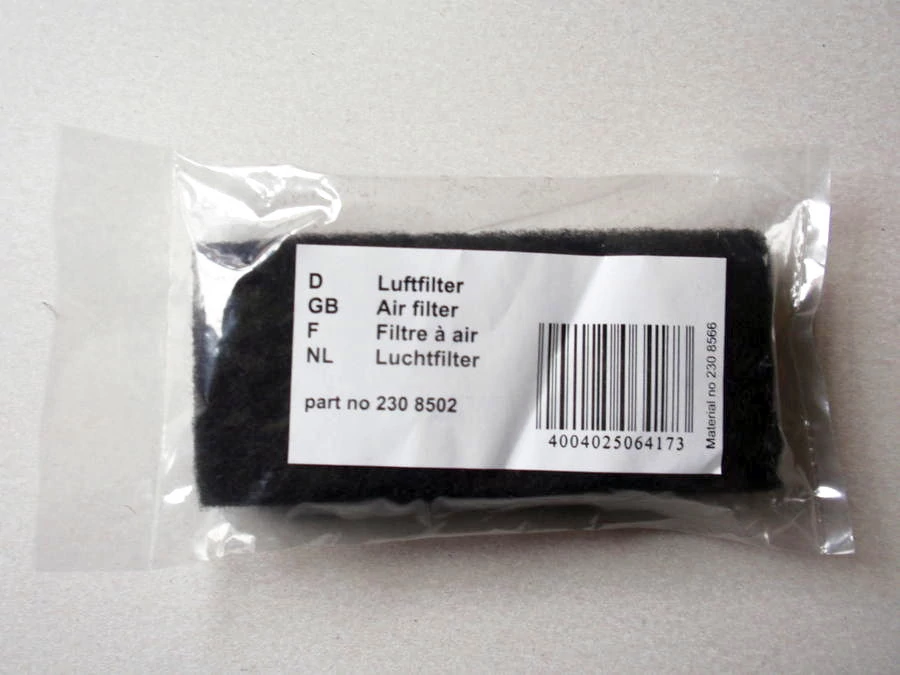 D Luftfilter
GB Air filter
F Filtre à air
NL Luchtfilter
part no 230 8502
4004025064173
Material no 230 8566